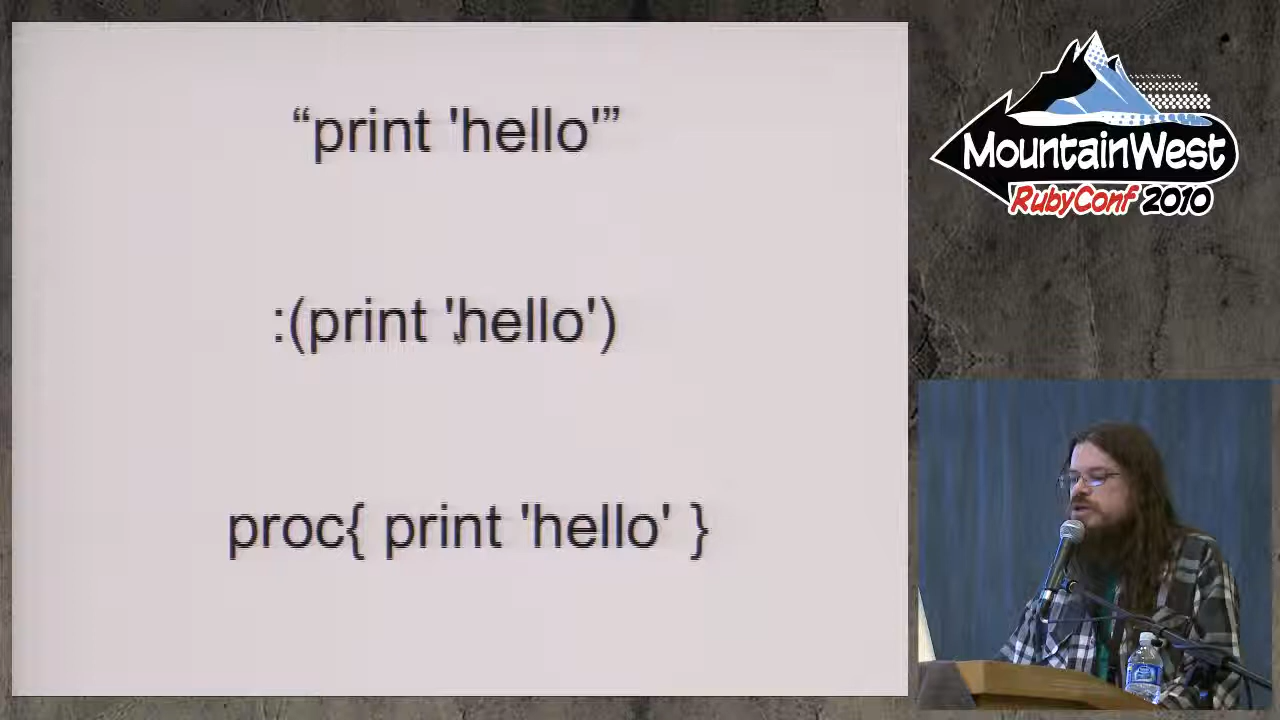 “print 'hello'”
:(print 'hello')
proc{ print 'hello' }
MountainWest
RubyConf 2010